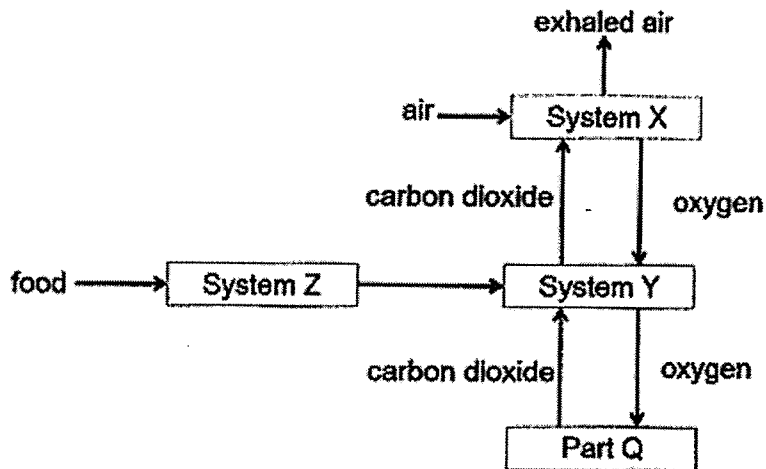 exhaled air
air
System X
carbon dioxide
oxygen
food
System Z
System Y
carbon dioxide
oxygen
Part Q